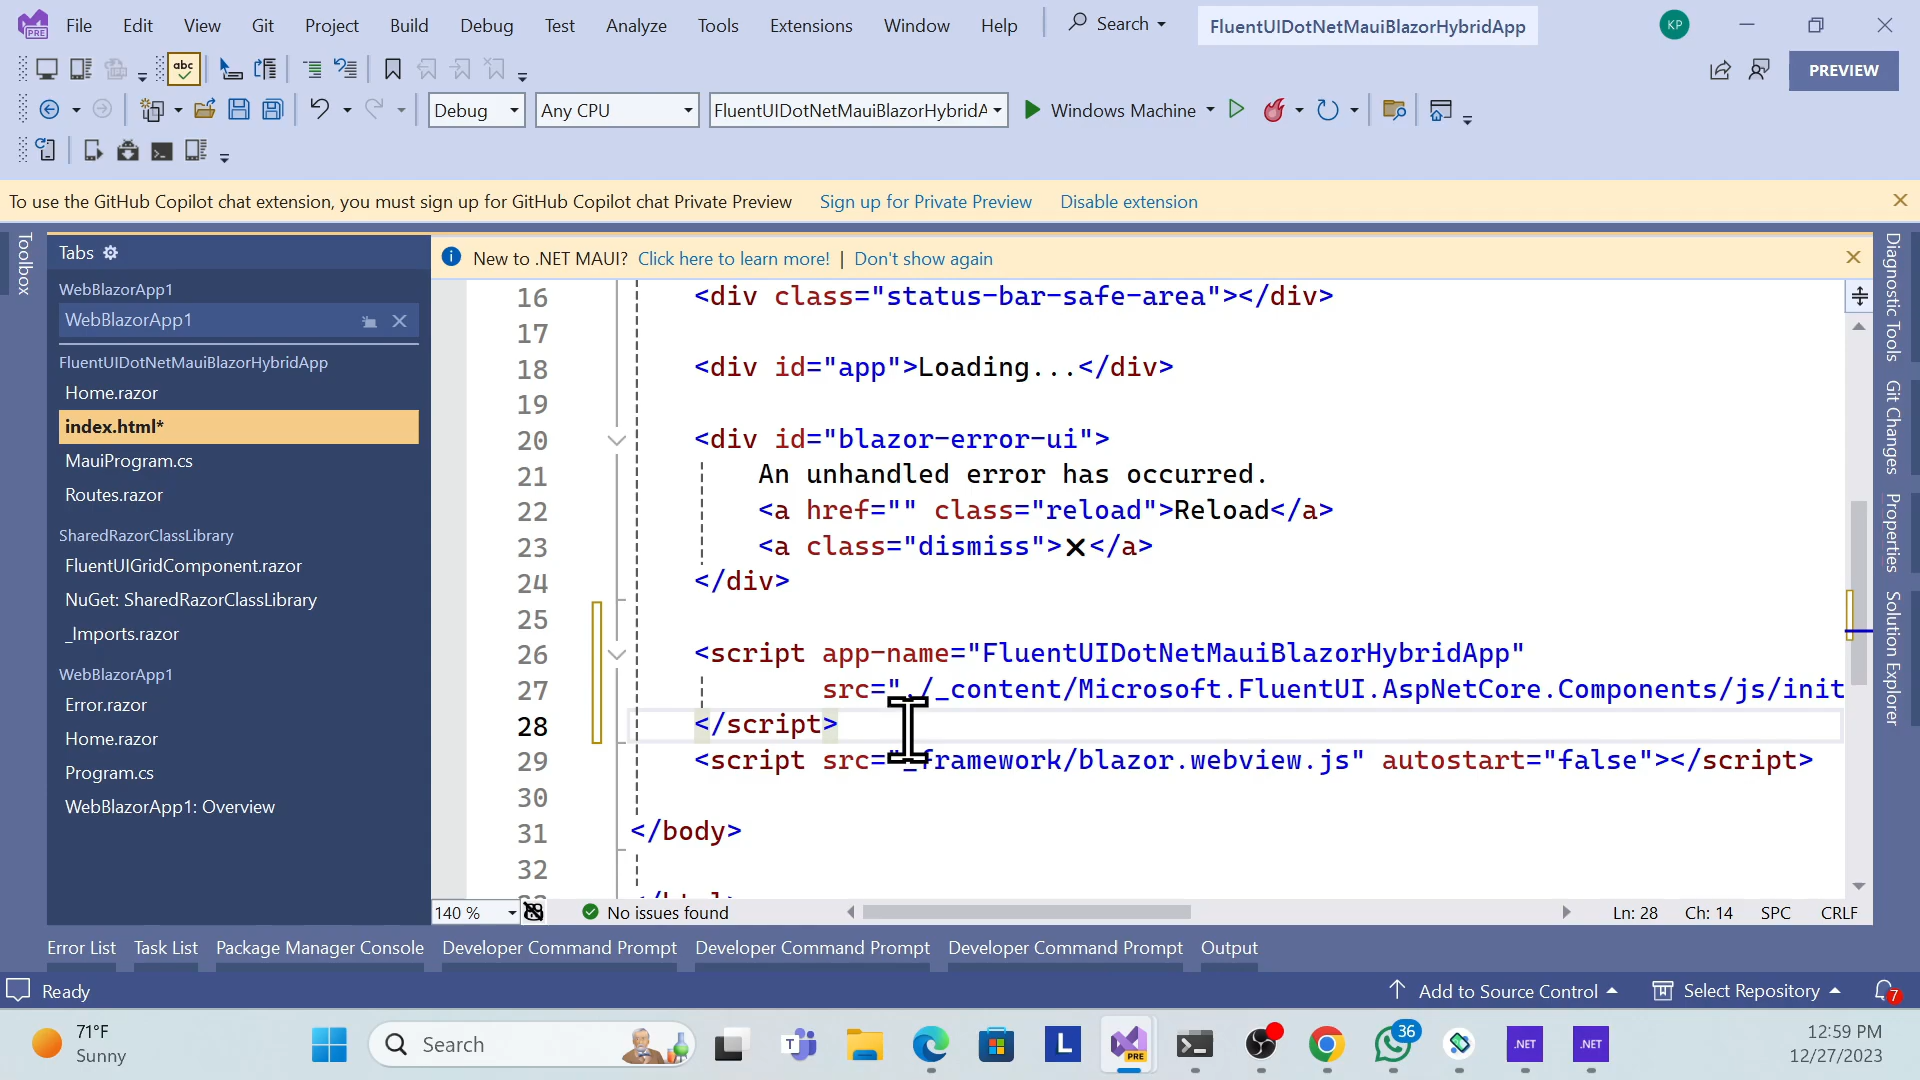 File Edit View Git Project Build Debug Test Analyze Tools Extensions Window Help Search FluentUIDotNetMauiBlazorHybridApp KP
PRE
abc
PREVIEW
Debug Any CPU FluentUIDotNetMauiBlazorHybridA Windows Machine
To use the GitHub Copilot chat extension, you must sign up for GitHub Copilot chat Private Preview Sign up for Private Preview Disable extension
Toolbox
Tabs
WebBlazorApp1
WebBlazorApp1
FluentUIDotNetMauiBlazorHybridApp
Home.razor
index.html*
MauiProgram.cs
Routes.razor
SharedRazorClassLibrary
FluentUIGridComponent.razor
NuGet: SharedRazorClassLibrary
_Imports.razor
WebBlazorApp1
Error.razor
Home.razor
Program.cs
WebBlazorApp1: Overview
New to .NET MAUI? Click here to learn more! | Don't show again
16 <div class="status-bar-safe-area"></div>
17
18 <div id="app">Loading...</div>
19
20 <div id="blazor-error-ui">
21 An unhandled error has occurred.
22 <a href="" class="reload">Reload</a>
23 <a class="dismiss">🗙</a>
24 </div>
25
26 <script app-name="FluentUIDotNetMauiBlazorHybridApp"
27 src="./_content/Microsoft.FluentUI.AspNetCore.Components/js/init
28 </script>
29 <script src="_framework/blazor.webview.js" autostart="false"></script>
30
31 </body>
32
Diagnostic Tools
Git Changes
Properties
Solution Explorer
140 % No issues found Ln: 28 Ch: 14 SPC CRLF
Error List Task List Package Manager Console Developer Command Prompt Developer Command Prompt Developer Command Prompt Output
Ready Add to Source Control Select Repository 7
71°F
Sunny
Search
T
L
PRE
36
.NET
.NET
12:59 PM
12/27/2023